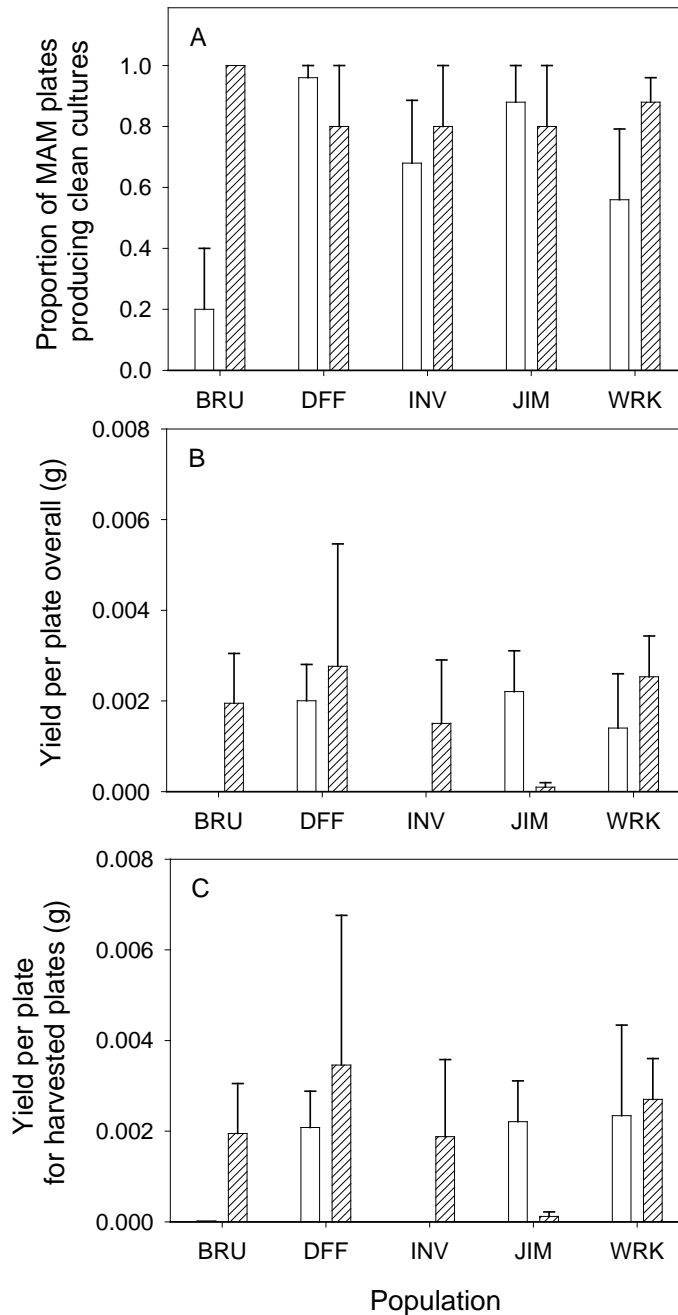 A
Proportion of MAM plates
producing clean cultures
1.0
0.8
0.6
0.4
0.2
0.0
BRU DFF INV JIM WRK
B
Yield per plate overall (g)
0.008
0.006
0.004
0.002
0.000
BRU DFF INV JIM WRK
C
Yield per plate
for harvested plates (g)
0.008
0.006
0.004
0.002
0.000
BRU DFF INV JIM WRK
Population